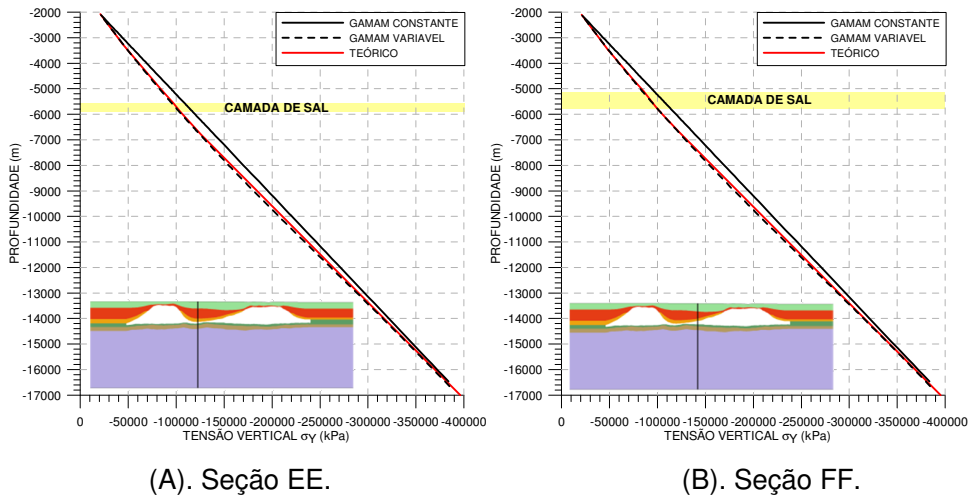 GAMAM CONSTANTE
GAMAM VARIAVEL
TEÓRICO
CAMADA DE SAL
PROFUNDIDADE (m)
-2000
-3000
-4000
-5000
-6000
-7000
-8000
-9000
-10000
-11000
-12000
-13000
-14000
-15000
-16000
-17000
0 -50000 -100000 -150000 -200000 -250000 -300000 -350000 -400000
TENSÃO VERTICAL σY (kPa)
(A). Seção EE.
GAMAM CONSTANTE
GAMAM VARIAVEL
TEÓRICO
CAMADA DE SAL
PROFUNDIDADE (m)
-2000
-3000
-4000
-5000
-6000
-7000
-8000
-9000
-10000
-11000
-12000
-13000
-14000
-15000
-16000
-17000
0 -50000 -100000 -150000 -200000 -250000 -300000 -350000 -400000
TENSÃO VERTICAL σY (kPa)
(B). Seção FF.